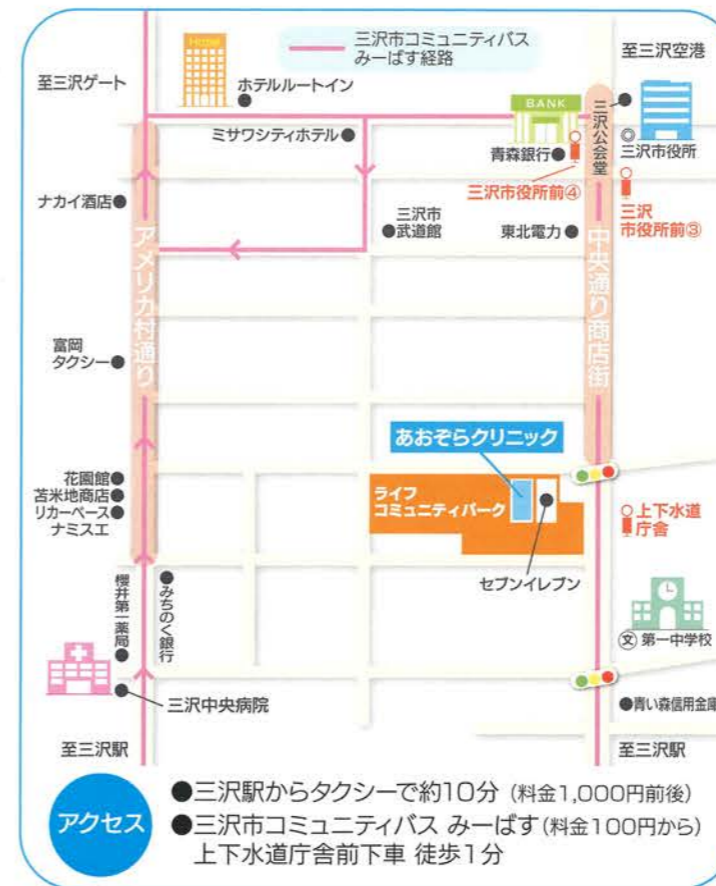 三沢市コミュニティバス
みーばす経路
至三沢空港
至三沢ゲート
Hotel
ホテルルートイン
BANK
三沢公会堂
ミサワシティホテル
青森銀行
三沢市役所
三沢市役所前④
三沢
市役所前③
ナカイ酒店
三沢市
武道館
東北電力
アメリカ村通り
中央通り商店街
富岡
タクシー
あおぞらクリニック
花園館
苫米地商店
リカーベース
ナミスエ
ライフ
コミュニティパーク
上下水道
庁舎
セブンイレブン
櫻井第一薬局
みちのく銀行
文 第一中学校
三沢中央病院
青い森信用金庫
至三沢駅
至三沢駅
アクセス
●三沢駅からタクシーで約10分（料金1,000円前後）
●三沢市コミュニティバス みーばす（料金100円から）
上下水道庁舎前下車 徒歩1分